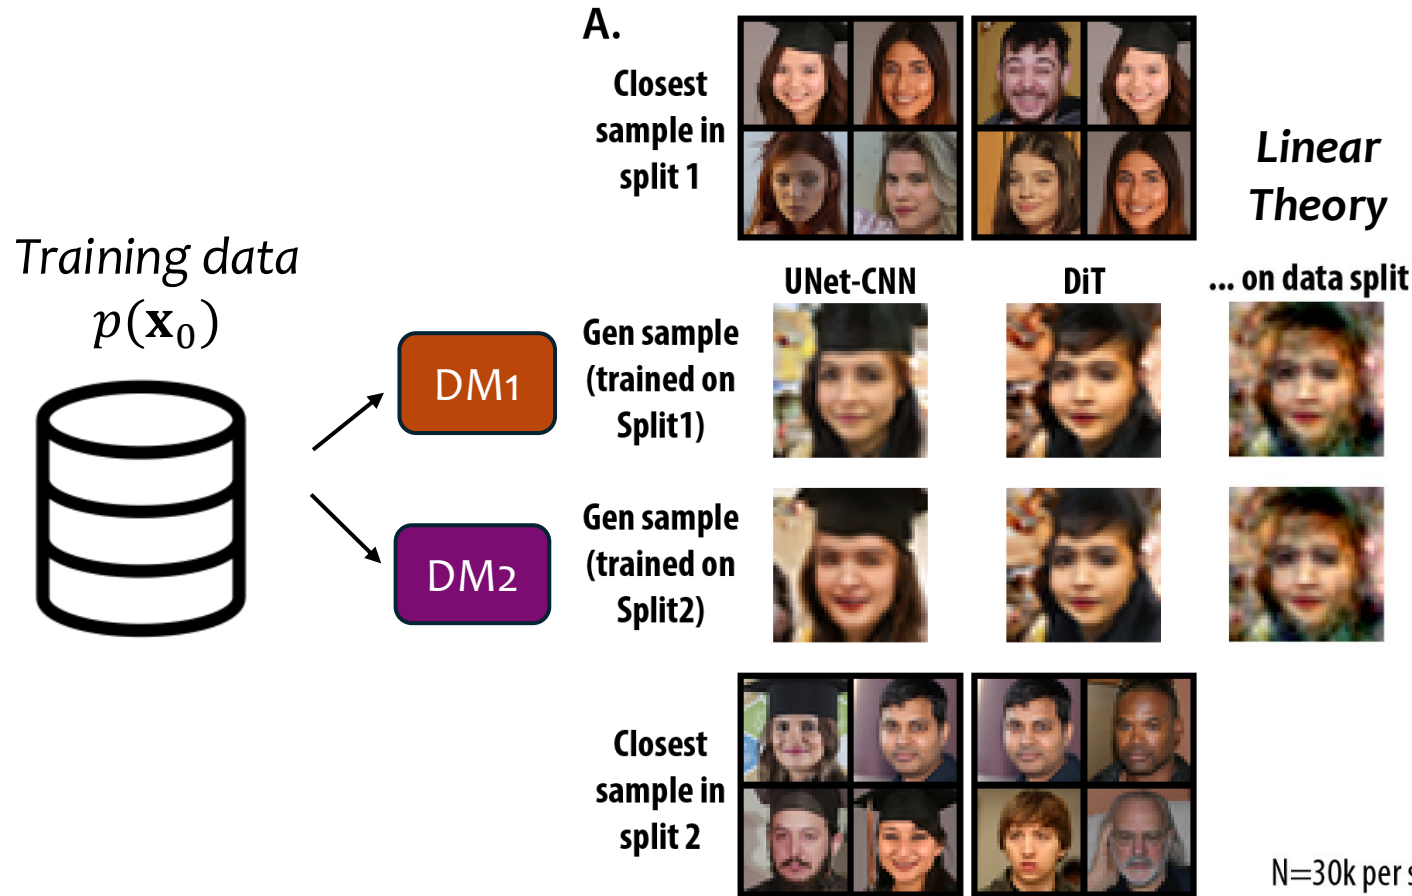 A.
Closest
sample in
split 1
Linear
Theory
Training data
p(x₀)
UNet-CNN
DiT
... on data split
DM1
Gen sample
(trained on
Split1)
DM2
Gen sample
(trained on
Split2)
Closest
sample in
split 2
N=30k per s